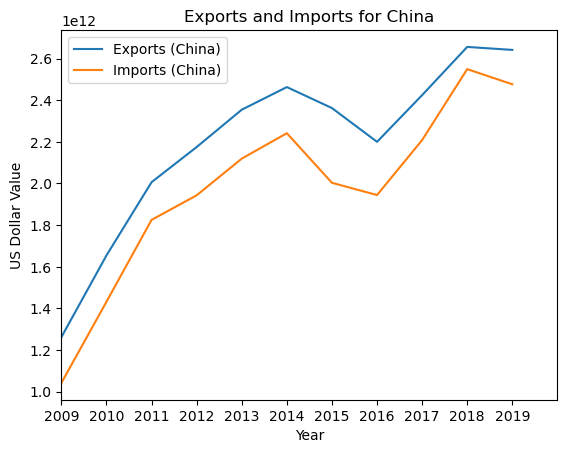 Exports and Imports for China
1e12
Exports (China)
Imports (China)
US Dollar Value
2.6
2.4
2.2
2.0
1.8
1.6
1.4
1.2
1.0
2009 2010 2011 2012 2013 2014 2015 2016 2017 2018 2019
Year